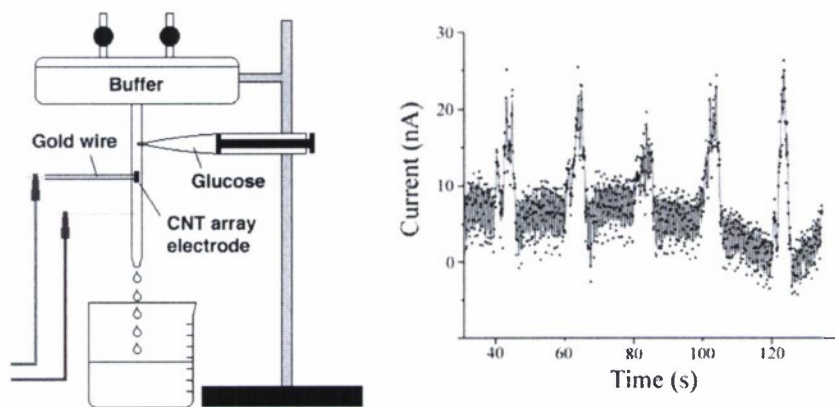 Buffer
Gold wire
Glucose
CNT array
electrode
Current (nA)
30
20
10
0
40 60 80 100 120
Time (s)